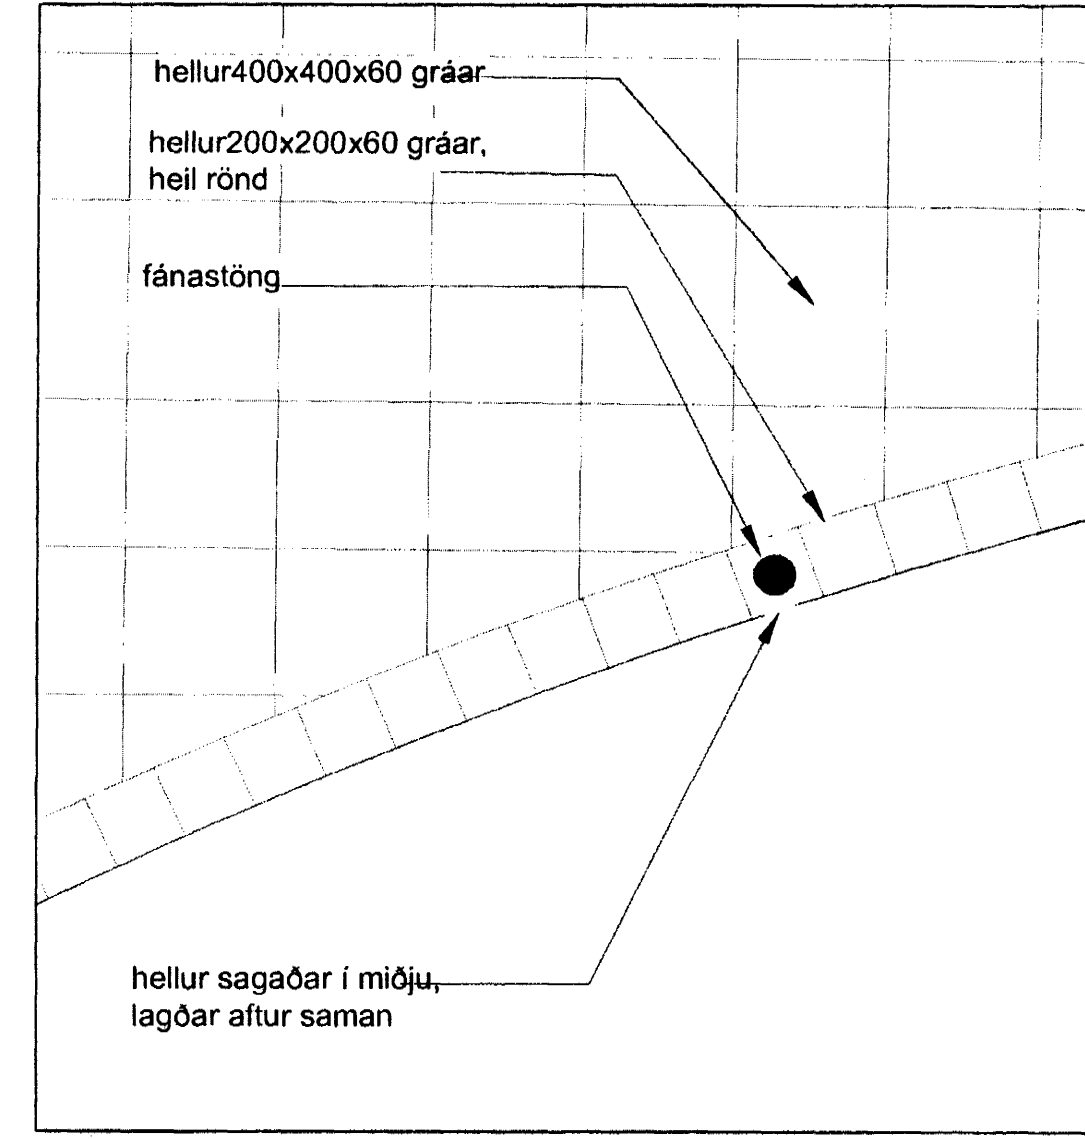 hellur400x400x60 gráar
hellur200x200x60 gráar,
heil rönd
fánastöng
hellur sagaðar í miðju,
lagðar aftur saman